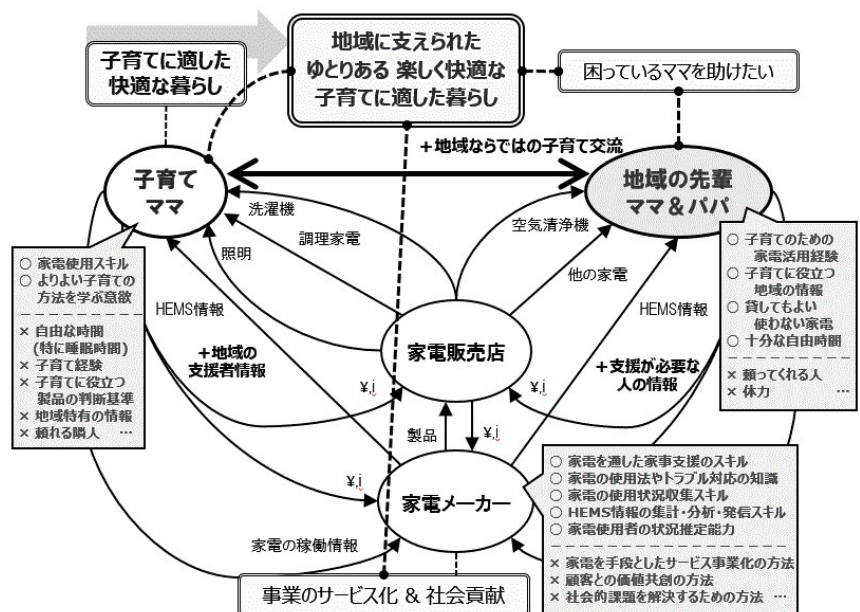 子育てに適した
快適な暮らし
地域に支えられた
ゆとりある 楽しく快適な
子育てに適した暮らし
困っているママを助けたい
+地域ならではの子育て交流
子育て
ママ
地域の先輩
ママ&パパ
洗濯機
調理家電
照明
空気清浄機
他の家電
HEMS情報
HEMS情報
○ 家電使用スキル
○ よりよい子育ての
方法を学ぶ意欲
× 自由な時間
(特に睡眠時間)
× 子育て経験
× 子育てに役立つ
製品の判断基準
× 地域特有の情報
× 頼れる隣人 …
○ 子育てのための
家電活用経験
○ 子育てに役立つ
地域の情報
○ 貸してもよい
使わない家電
○ 十分な自由時間
× 頼ってくれる人
× 体力 …
+地域の
支援者情報
家電販売店
+支援が必要な
人の情報
¥,i
¥,i
製品
¥,i
¥,i
家電メーカー
家電の稼働情報
○ 家電を通した家事支援のスキル
○ 家電の使用法やトラブル対応の知識
○ 家電の使用状況収集スキル
○ HEMS情報の集計・分析・発信スキル
○ 家電使用者の状況推定能力
× 家電を手段としたサービス事業化の方法
× 顧客との価値共創の方法
× 社会的課題を解決するための方法 …
事業のサービス化 & 社会貢献